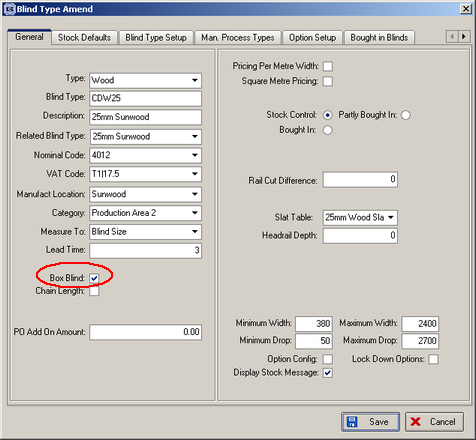 Blind Type Amend
General
Stock Defaults
Blind Type Setup
Man. Process Types
Option Setup
Bought in Blinds
Type: Wood
Blind Type: CDW25
Description: 25mm Sunwood
Related Blind Type: 25mm Sunwood
Nominal Code: 4012
VAT Code: T1|17.5
Manufact Location: Sunwood
Category: Production Area 2
Measure To: Blind Size
Lead Time: 3
Box Blind:
Chain Length:
PO Add On Amount: 0.00
Pricing Per Metre Width:
Square Metre Pricing:
Stock Control: Partly Bought In:
Bought In:
Rail Cut Difference: 0
Slat Table: 25mm Wood Sla
Headrail Depth: 0
Minimum Width: 380 Maximum Width: 2400
Minimum Drop: 50 Maximum Drop: 2700
Option Config: Lock Down Options:
Display Stock Message:
Save Cancel